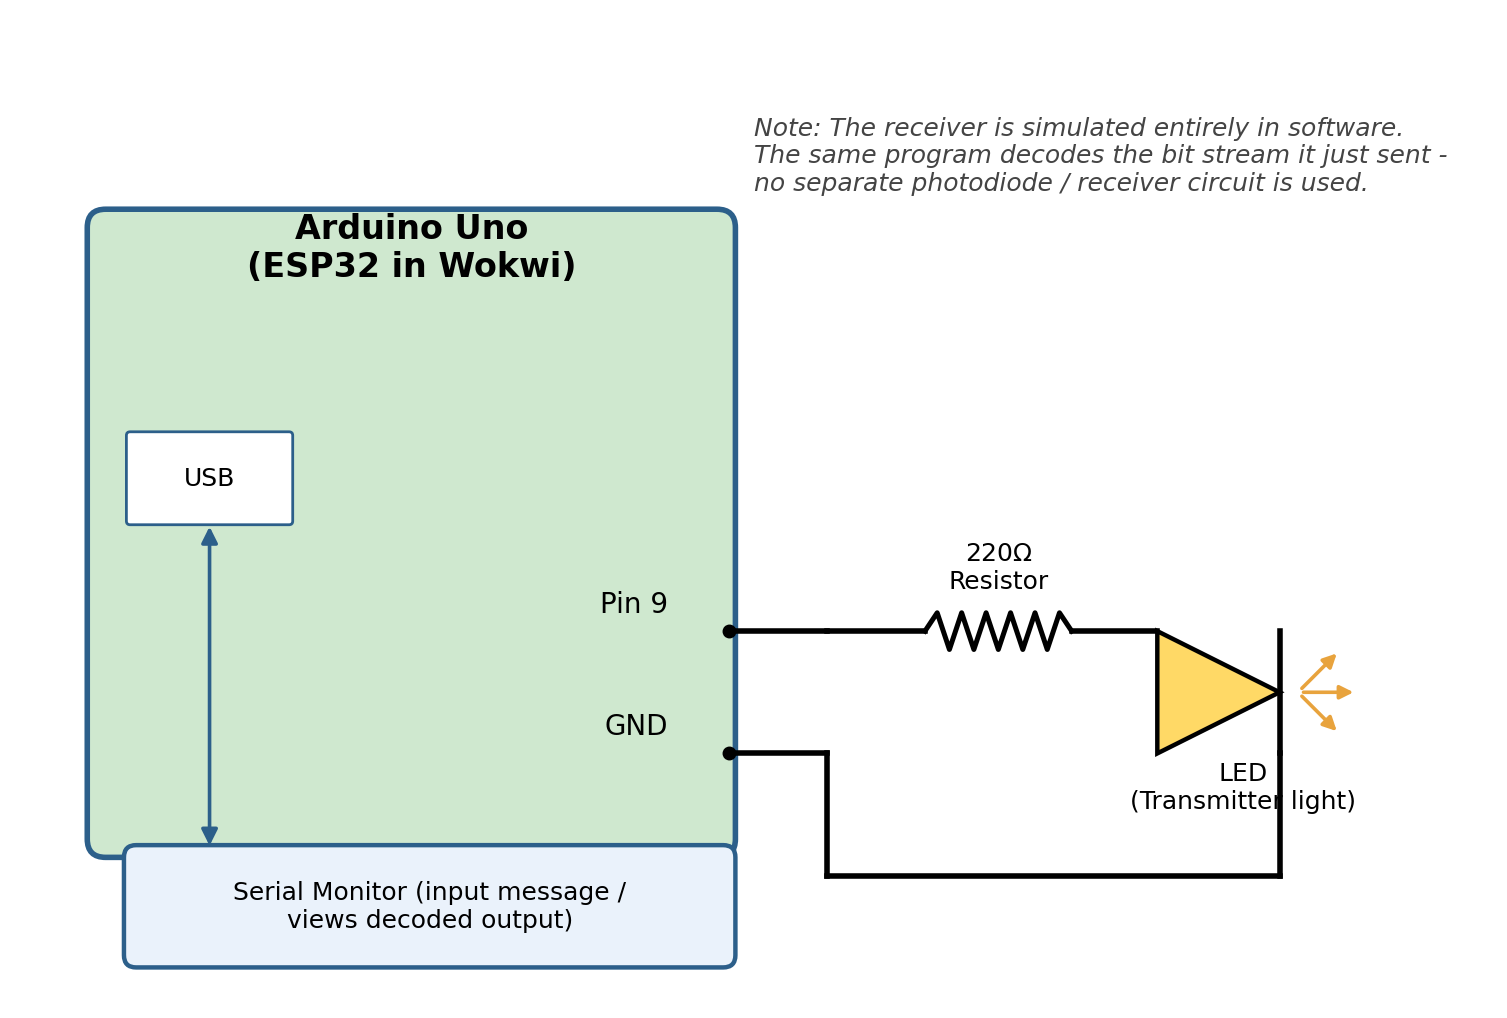 Note: The receiver is simulated entirely in software.
The same program decodes the bit stream it just sent -
no separate photodiode / receiver circuit is used.
Arduino Uno
(ESP32 in Wokwi)
USB
220Ω
Resistor
Pin 9
GND
LED
(Transmitter light)
Serial Monitor (input message /
views decoded output)